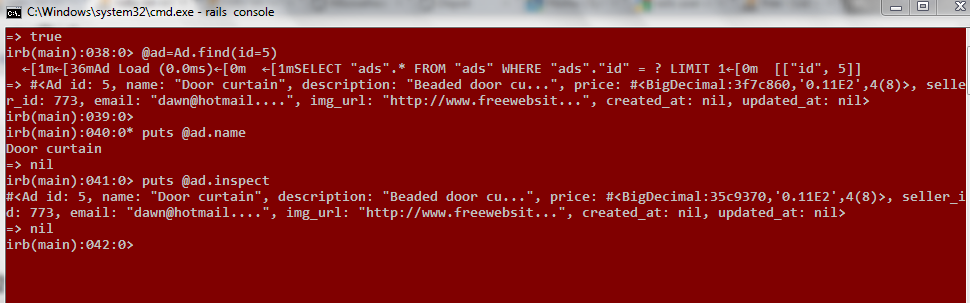 C:\Windows\system32\cmd.exe - rails console
=> true
irb(main):038:0> @ad=Ad.find(id=5)
←[1m←[36mAd Load (0.0ms)←[0m ←[1mSELECT "ads".* FROM "ads" WHERE "ads"."id" = ? LIMIT 1←[0m [["id", 5]]
=> #<Ad id: 5, name: "Door curtain", description: "Beaded door cu...", price: #<BigDecimal:3f7c860,'0.11E2',4(8)>, selle
r_id: 773, email: "dawn@hotmail....", img_url: "http://www.freewebsit...", created_at: nil, updated_at: nil>
irb(main):039:0>
irb(main):040:0* puts @ad.name
Door curtain
=> nil
irb(main):041:0> puts @ad.inspect
#<Ad id: 5, name: "Door curtain", description: "Beaded door cu...", price: #<BigDecimal:35c9370,'0.11E2',4(8)>, seller_i
d: 773, email: "dawn@hotmail....", img_url: "http://www.freewebsit...", created_at: nil, updated_at: nil>
=> nil
irb(main):042:0>